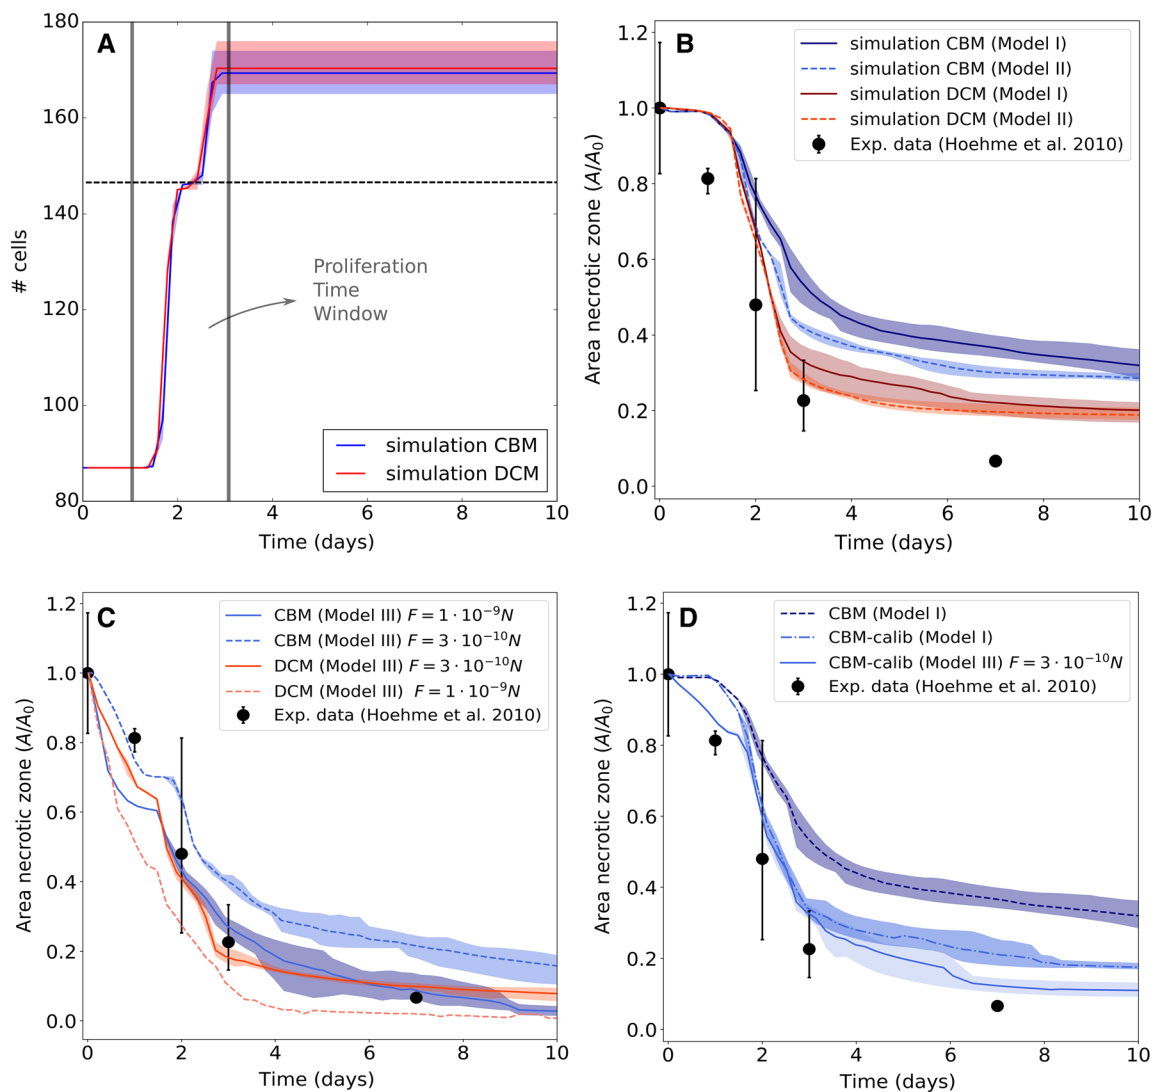 A
180
160
140
120
100
80
# cells
Proliferation
Time
Window
simulation CBM
simulation DCM
0
2
4
6
8
10
Time (days)
B
1.2
1.0
0.8
0.6
0.4
0.2
0.0
Area necrotic zone (A/A₀)
simulation CBM (Model I)
simulation CBM (Model II)
simulation DCM (Model I)
simulation DCM (Model II)
Exp. data (Hoehme et al. 2010)
0
2
4
6
8
10
Time (days)
C
1.2
1.0
0.8
0.6
0.4
0.2
0.0
Area necrotic zone (A/A₀)
CBM (Model III) F = 1 · 10⁻⁹N
CBM (Model III) F = 3 · 10⁻¹⁰N
DCM (Model III) F = 3 · 10⁻¹⁰N
DCM (Model III) F = 1 · 10⁻⁹N
Exp. data (Hoehme et al. 2010)
0
2
4
6
8
10
Time (days)
D
1.2
1.0
0.8
0.6
0.4
0.2
0.0
Area necrotic zone (A/A₀)
CBM (Model I)
CBM-calib (Model I)
CBM-calib (Model III) F = 3 · 10⁻¹⁰N
Exp. data (Hoehme et al. 2010)
0
2
4
6
8
10
Time (days)